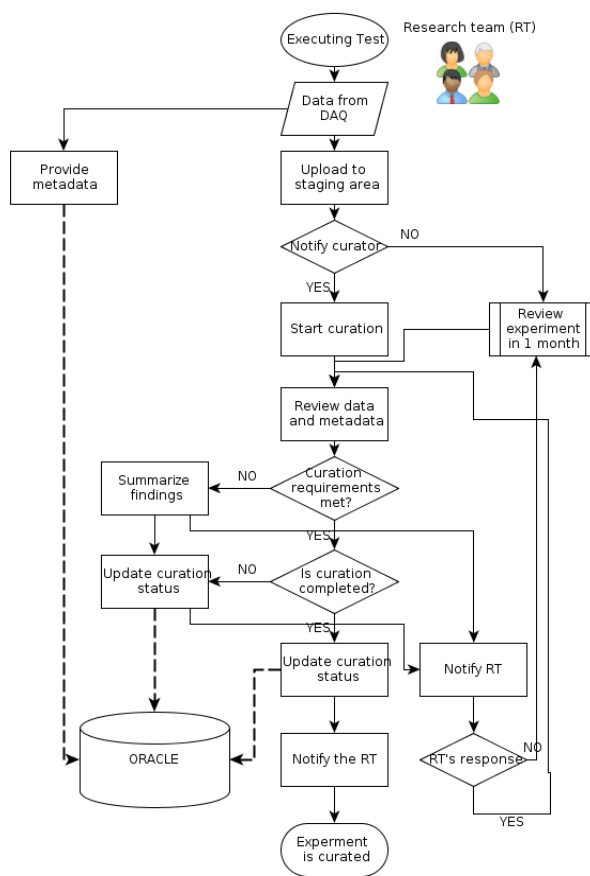 Executing Test
Research team (RT)
Data from
DAQ
Provide
metadata
Upload to
staging area
Notify curator
NO
YES
Start curation
Review
experiment
in 1 month
Review data
and metadata
Curation
requirements
met?
NO
Summarize
findings
YES
Is curation
completed?
NO
Update curation
status
YES
Update curation
status
Notify RT
ORACLE
Notify the RT
RT's response
NO
YES
Experment
is curated